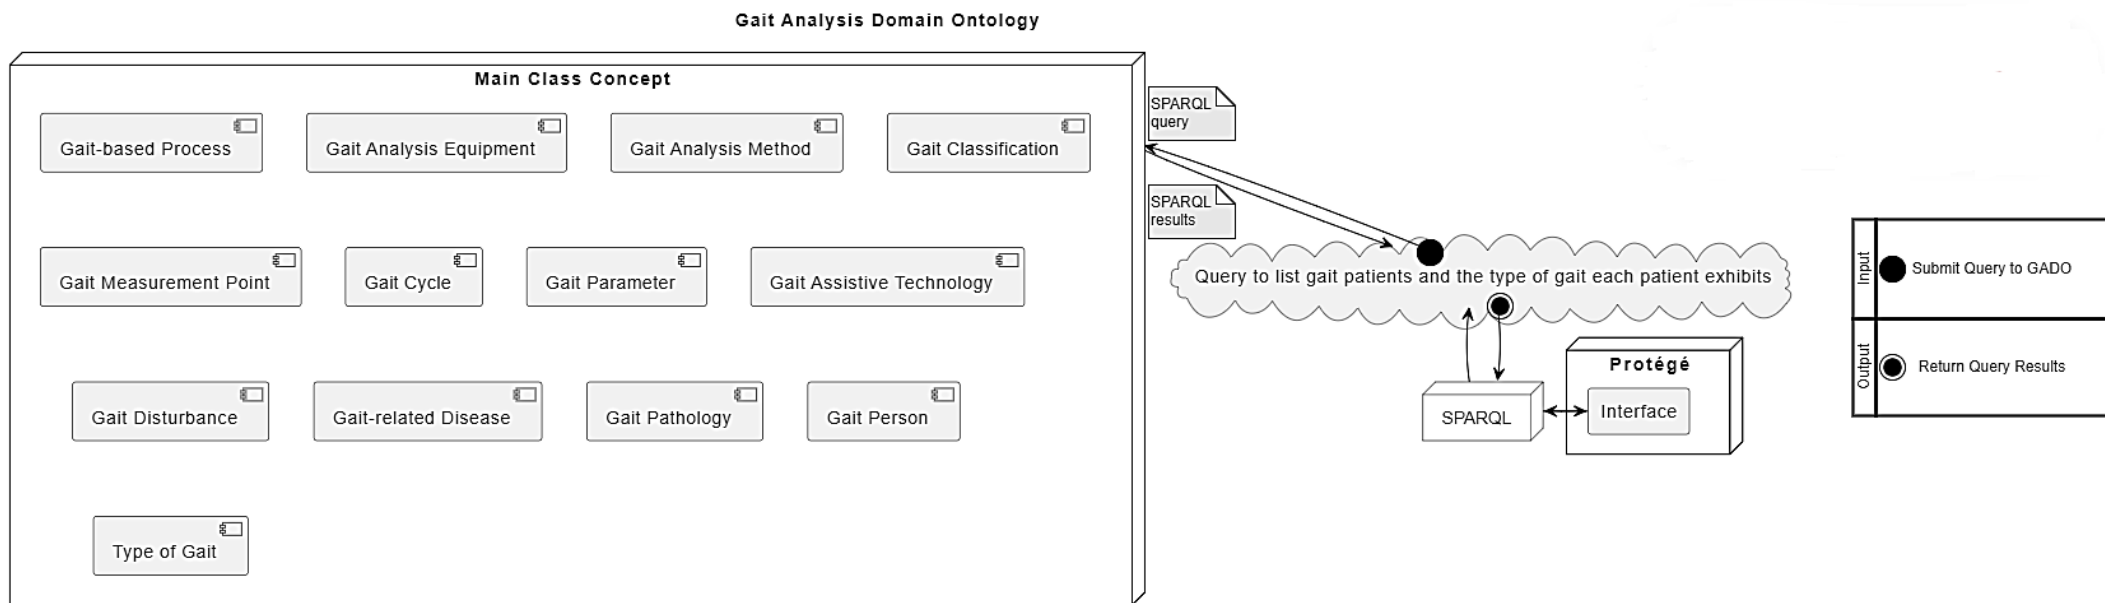 Gait Analysis Domain Ontology
Main Class Concept
Gait-based Process
Gait Analysis Equipment
Gait Analysis Method
Gait Classification
Gait Measurement Point
Gait Cycle
Gait Parameter
Gait Assistive Technology
Gait Disturbance
Gait-related Disease
Gait Pathology
Gait Person
Type of Gait
SPARQL
query
SPARQL
results
Query to list gait patients and the type of gait each patient exhibits
SPARQL
Protégé
Interface
Input
Submit Query to GADO
Output
Return Query Results